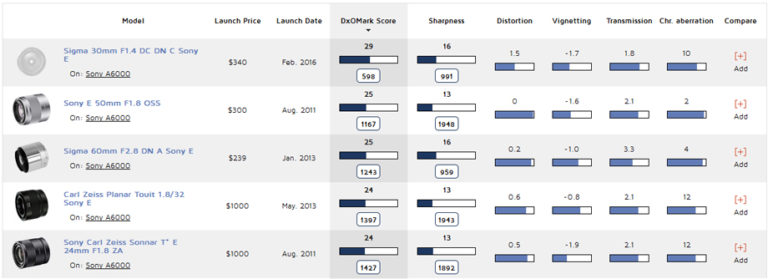 Model Launch Price Launch Date DxOMark Score Sharpness Distortion Vignetting Transmission Chr. aberration Compare
Sigma 30mm F1.4 DC DN C Sony
E
On: Sony A6000
$340
Feb. 2016
29
598
16
991
1.5
-1.7
1.8
10
[+]
Add
Sony E 50mm F1.8 OSS
On: Sony A6000
$300
Aug. 2011
25
1167
13
1948
0
-1.6
2.1
2
[+]
Add
Sigma 60mm F2.8 DN A Sony E
On: Sony A6000
$239
Jan. 2013
25
1243
16
959
0.2
-1.0
3.3
4
[+]
Add
Carl Zeiss Planar Touit 1.8/32
Sony E
On: Sony A6000
$1000
May. 2013
24
1397
13
1943
0.6
-0.8
2.1
12
[+]
Add
Sony Carl Zeiss Sonnar T* E
24mm F1.8 ZA
On: Sony A6000
$1000
Aug. 2011
24
1427
13
1892
0.5
-1.9
2.1
12
[+]
Add